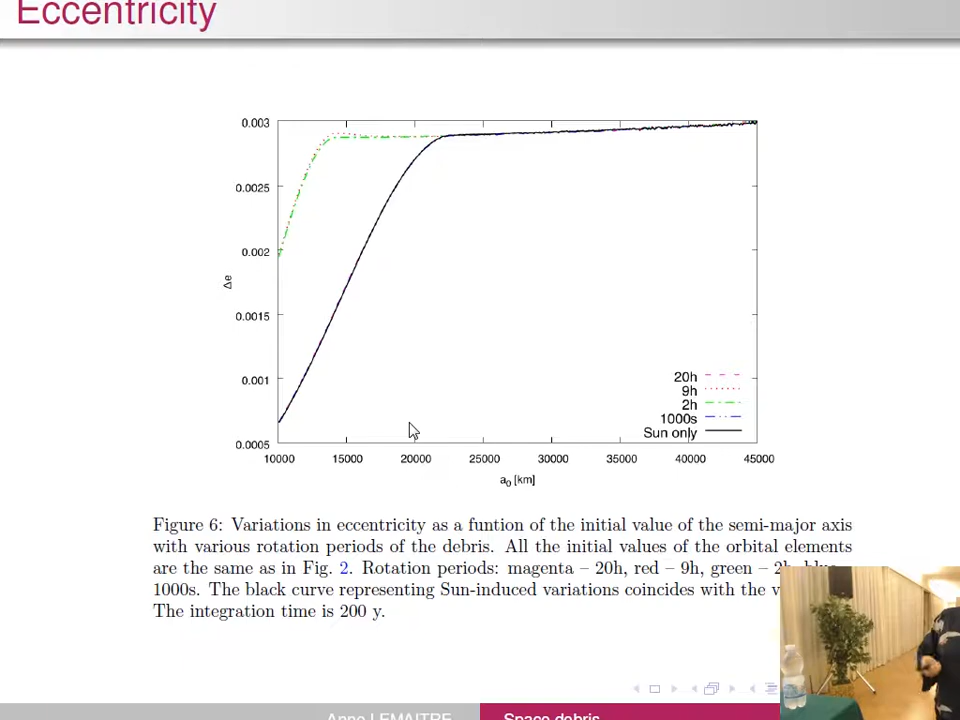 Eccentricity
0.003
0.0025
0.002
0.0015
0.001
0.0005
Δe
20h
9h
2h
1000s
Sun only
10000 15000 20000 25000 30000 35000 40000 45000
a0 [km]
Figure 6: Variations in eccentricity as a funtion of the initial value of the semi-major axis
with various rotation periods of the debris. All the initial values of the orbital elements
are the same as in Fig. 2. Rotation periods: magenta – 20h, red – 9h, green – 2h, blue
1000s. The black curve representing Sun-induced variations coincides with the
The integration time is 200 y.
Anne LEMAITRE Space debris